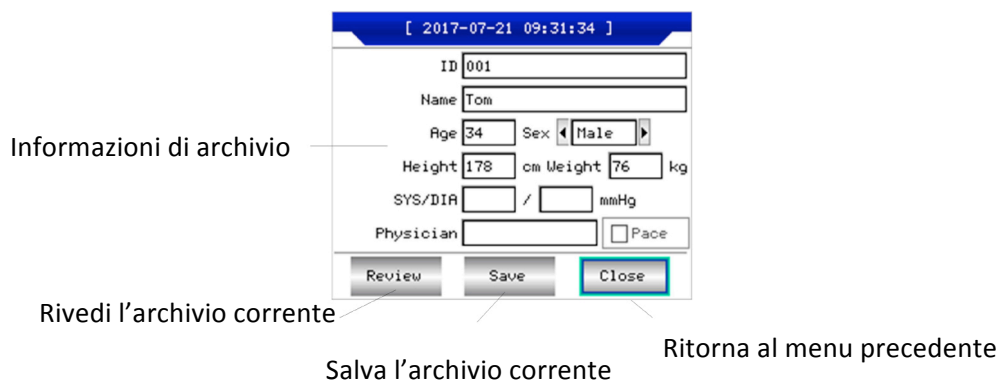 [ 2017-07-21 09:31:34 ]
ID 001
Name Tom
Age 34 Sex Male
Informazioni di archivio
Height 178 cm Weight 76 kg
SYS/DIA / mmHg
Physician Pace
Review Save Close
Rivedi l'archivio corrente
Ritorna al menu precedente
Salva l'archivio corrente